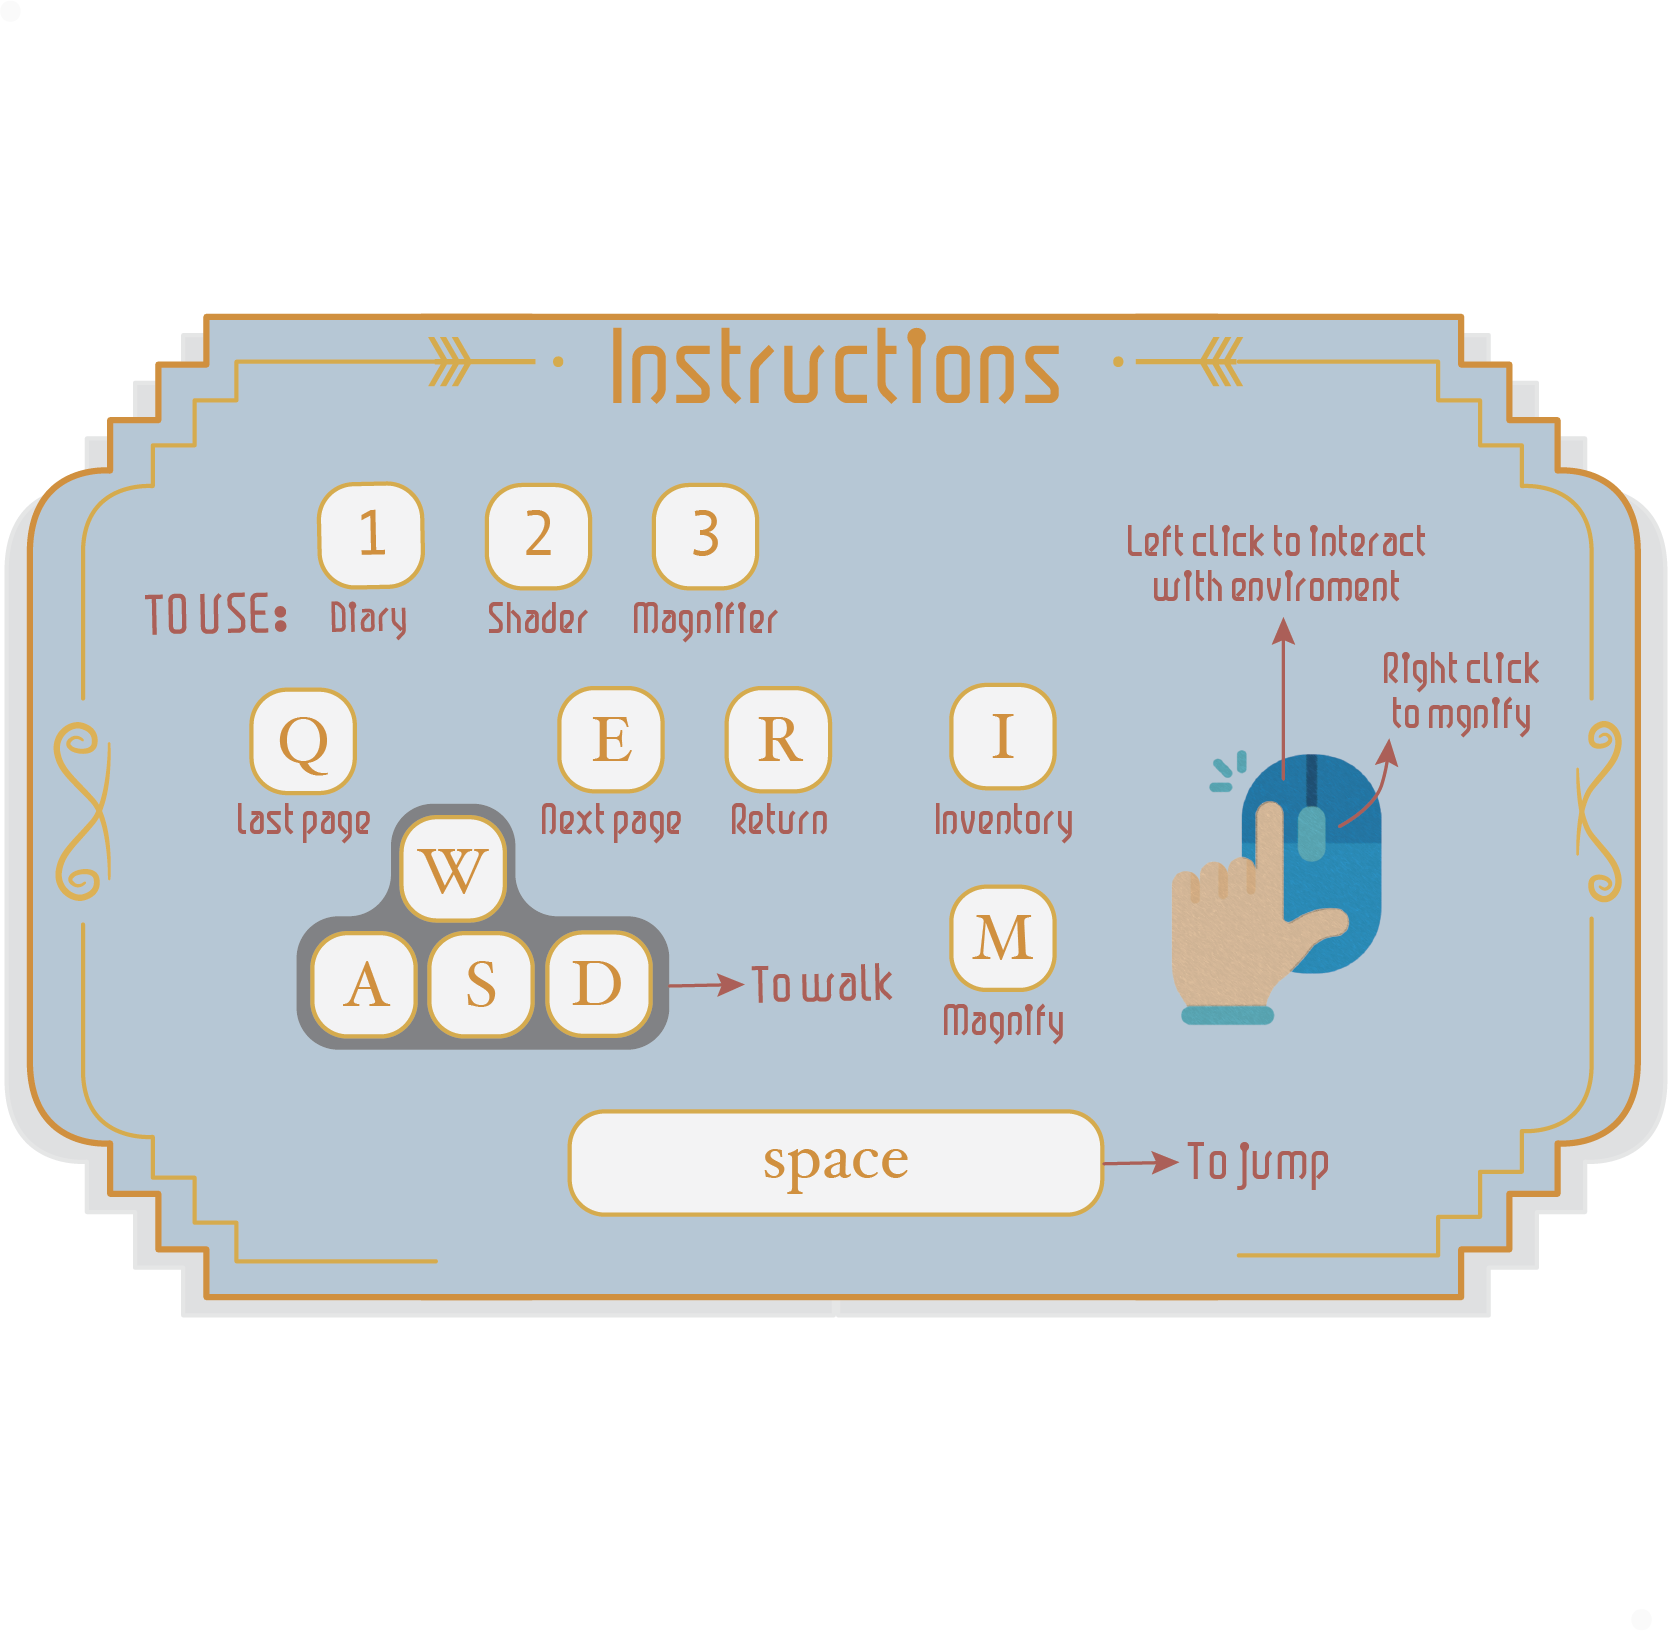 Instructions
1 2 3
TO USE: Diary Shader Magnifier
Left click to interact
with enviroment
Right click
to mgnify
Q E R I
Last page Next page Return Inventory
W
A S D To walk
M
Magnify
space To jump